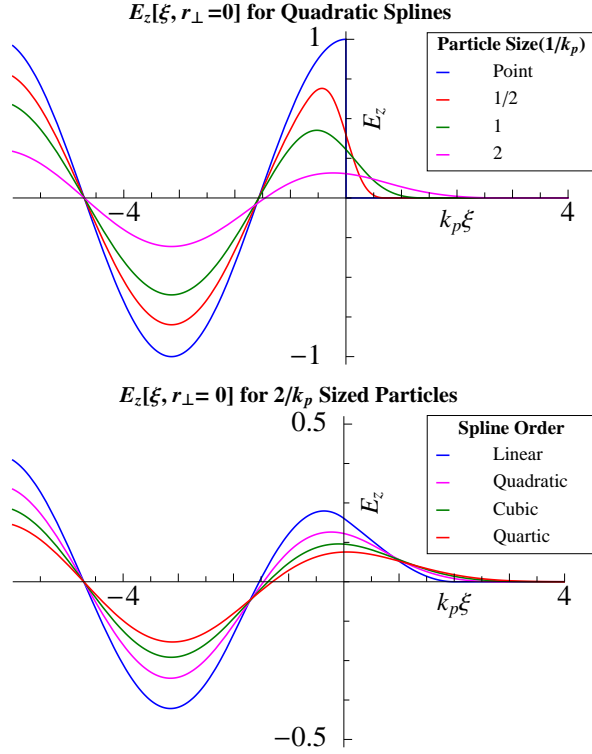 E_z[ξ, r_⊥=0] for Quadratic Splines
1
Particle Size(1/k_p)
Point
1/2
1
2
E_z
-4
k_pξ
4
-1
E_z[ξ, r_⊥= 0] for 2/k_p Sized Particles
0.5
Spline Order
Linear
Quadratic
Cubic
Quartic
E_z
-4
k_pξ
4
-0.5